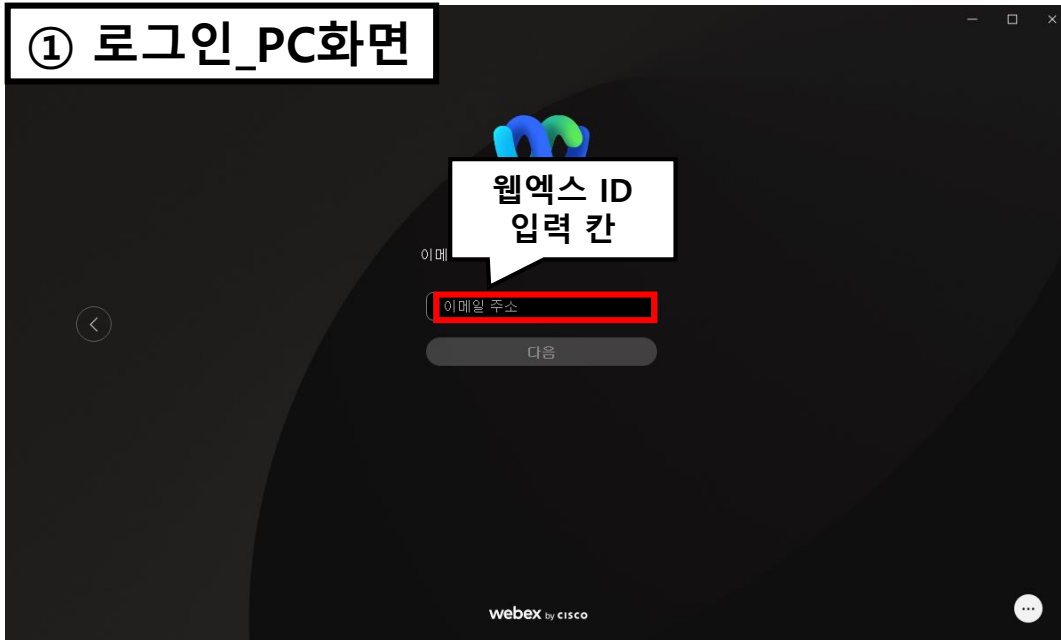 ① 로그인_PC화면
웹엑스 ID
입력 칸
이메
이메일 주소
다음
webex by CISCO